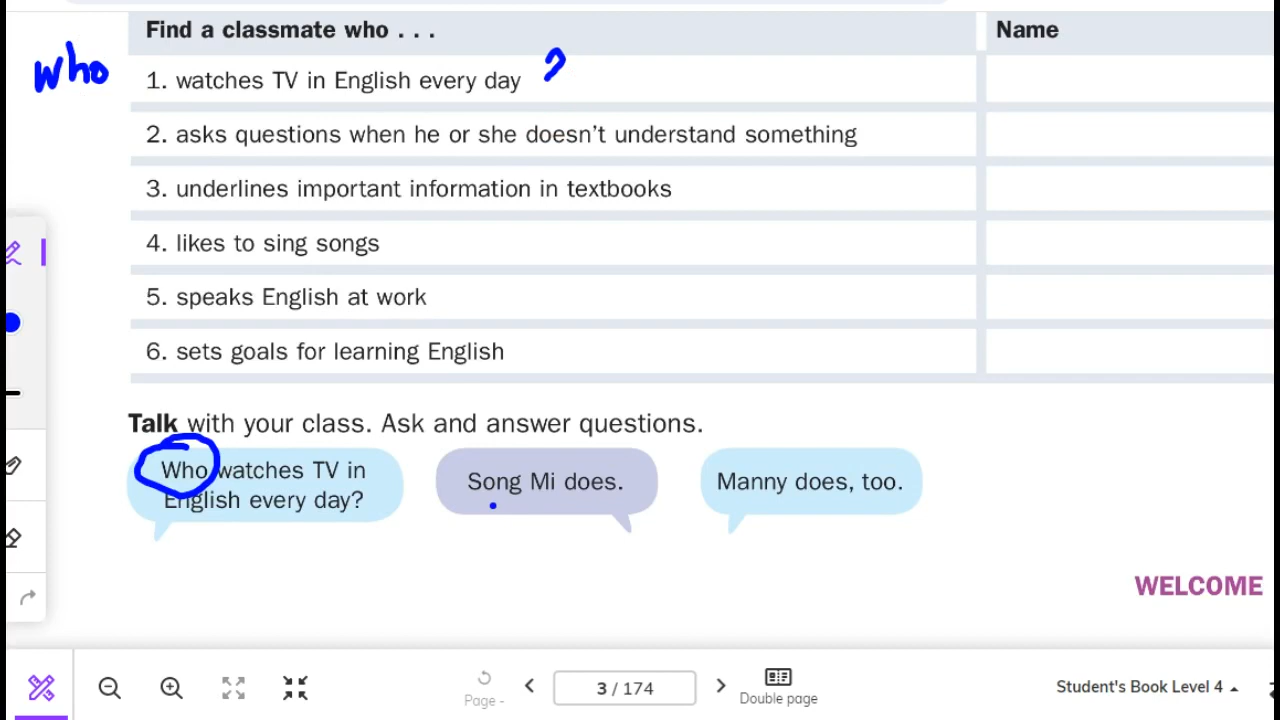 Find a classmate who . . .
Name
who
1. watches TV in English every day ?
2. asks questions when he or she doesn't understand something
3. underlines important information in textbooks
4. likes to sing songs
5. speaks English at work
6. sets goals for learning English
Talk with your class. Ask and answer questions.
Who watches TV in
English every day?
Song Mi does.
Manny does, too.
WELCOME
Page -
3 / 174
Double page
Student's Book Level 4